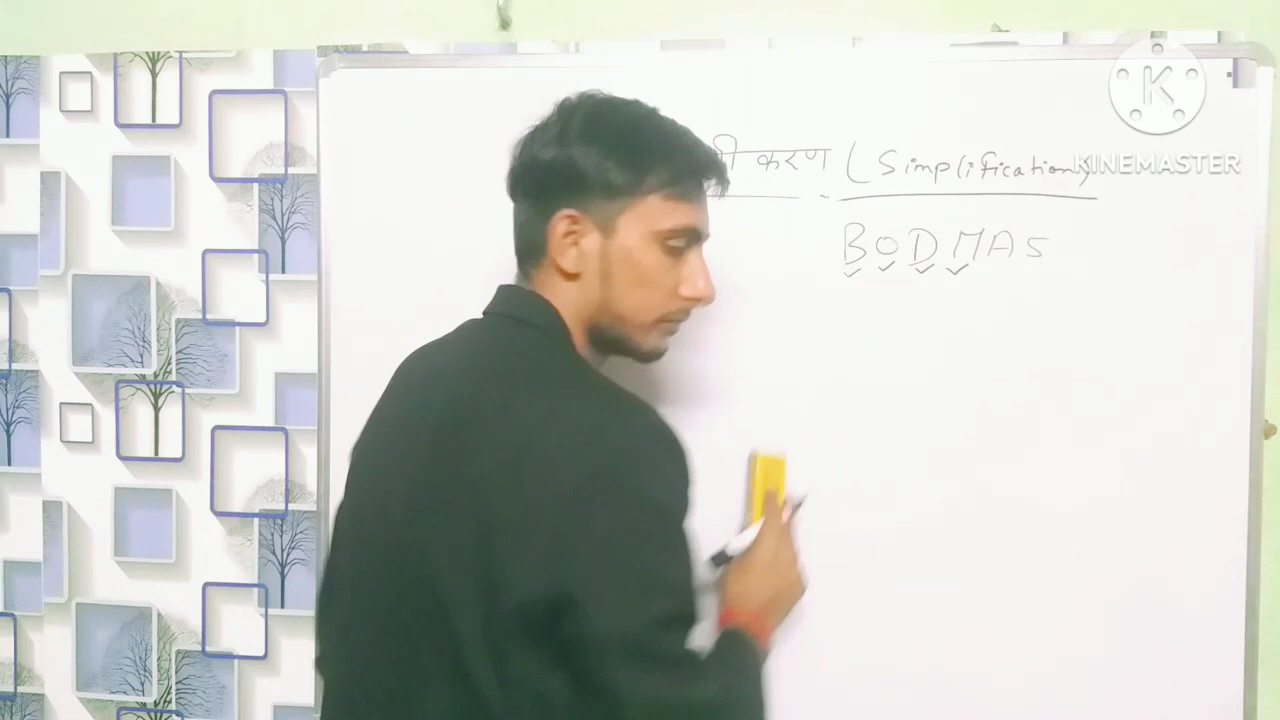 करण (Simplification)
BODMAS
K
KINEMASTER